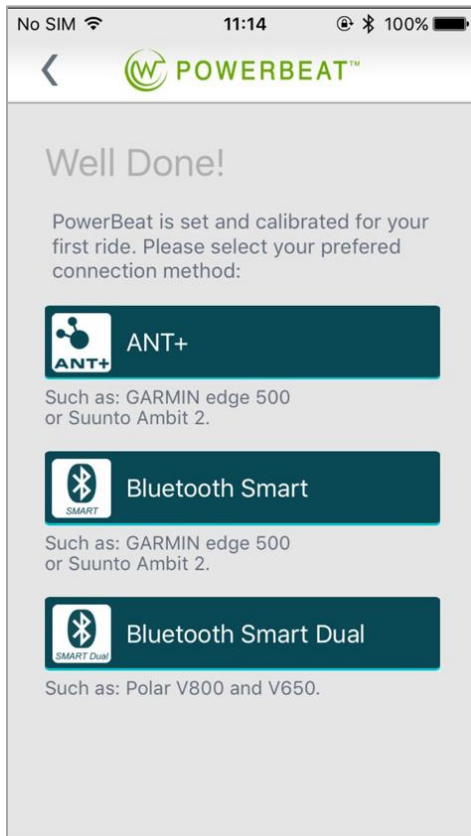 No SIM 11:14 100%
W POWERBEAT™
Well Done!
PowerBeat is set and calibrated for your
first ride. Please select your prefered
connection method:
ANT+ ANT+
Such as: GARMIN edge 500
or Suunto Ambit 2.
SMART Bluetooth Smart
Such as: GARMIN edge 500
or Suunto Ambit 2.
SMART Dual Bluetooth Smart Dual
Such as: Polar V800 and V650.